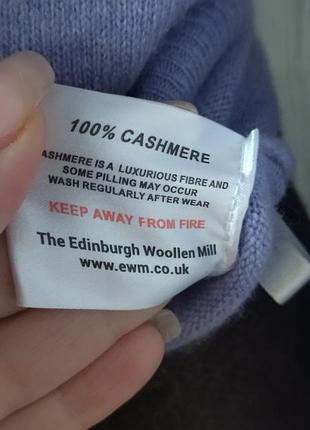 100% CASHMERE
ASHMERE IS A LUXURIOUS FIBRE AND
SOME PILLING MAY OCCUR
WASH REGULARLY AFTER WEAR
KEEP AWAY FROM FIRE
The Edinburgh Woollen Mill
www.ewm.co.uk